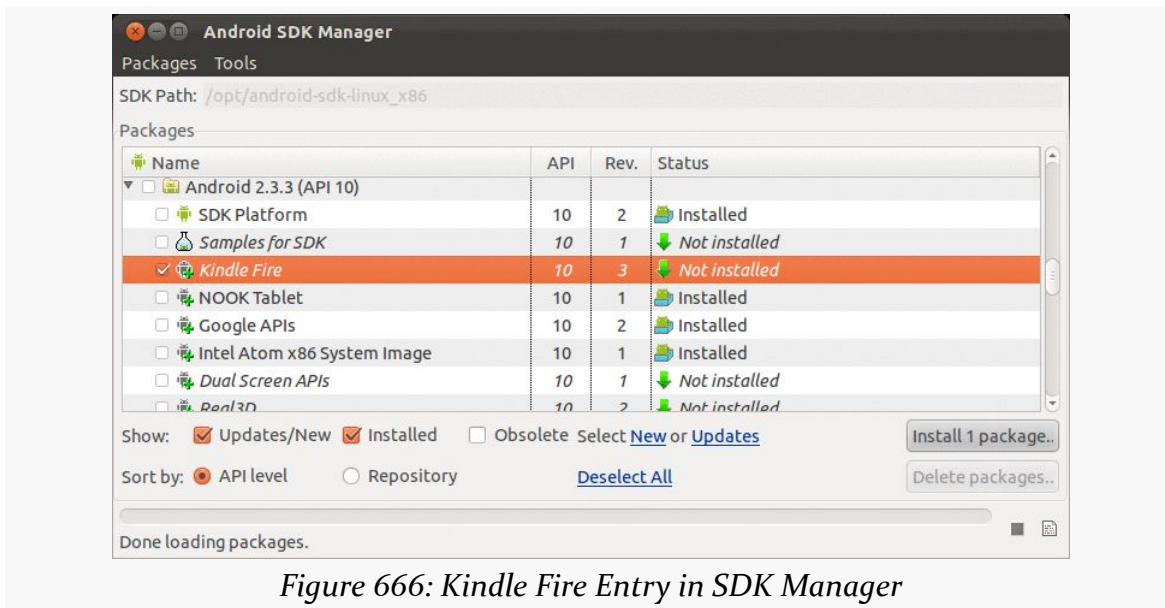 Android SDK Manager
Packages Tools
SDK Path: /opt/android-sdk-linux_x86
Packages
Name API Rev. Status
Android 2.3.3 (API 10)
SDK Platform 10 2 Installed
Samples for SDK 10 1 Not installed
Kindle Fire 10 3 Not installed
NOOK Tablet 10 1 Installed
Google APIs 10 2 Installed
Intel Atom x86 System Image 10 1 Installed
Dual Screen APIs 10 1 Not installed
Real3D 10 2 Not installed
Show: Updates/New Installed Obsolete Select New or Updates Install 1 package..
Sort by: API level Repository Deselect All Delete packages..
Done loading packages.
Figure 666: Kindle Fire Entry in SDK Manager